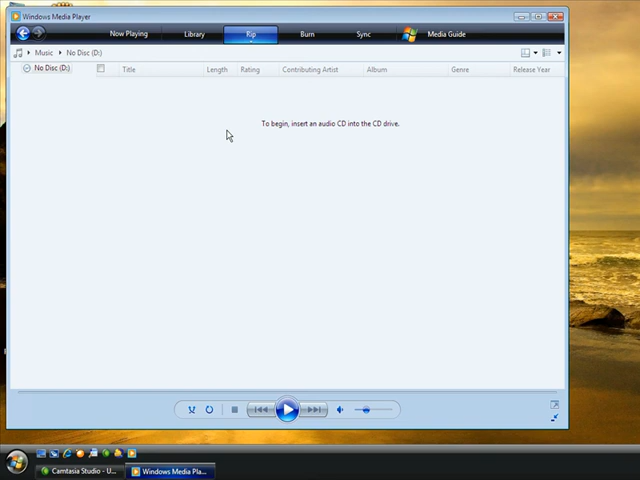 Windows Media Player
Now Playing Library Rip Burn Sync Media Guide
Music No Disc (D:)
No Disc (D:) Title Length Rating Contributing Artist Album Genre Release Year
To begin, insert an audio CD into the CD drive.
Camtasia Studio - U... Windows Media Pla...